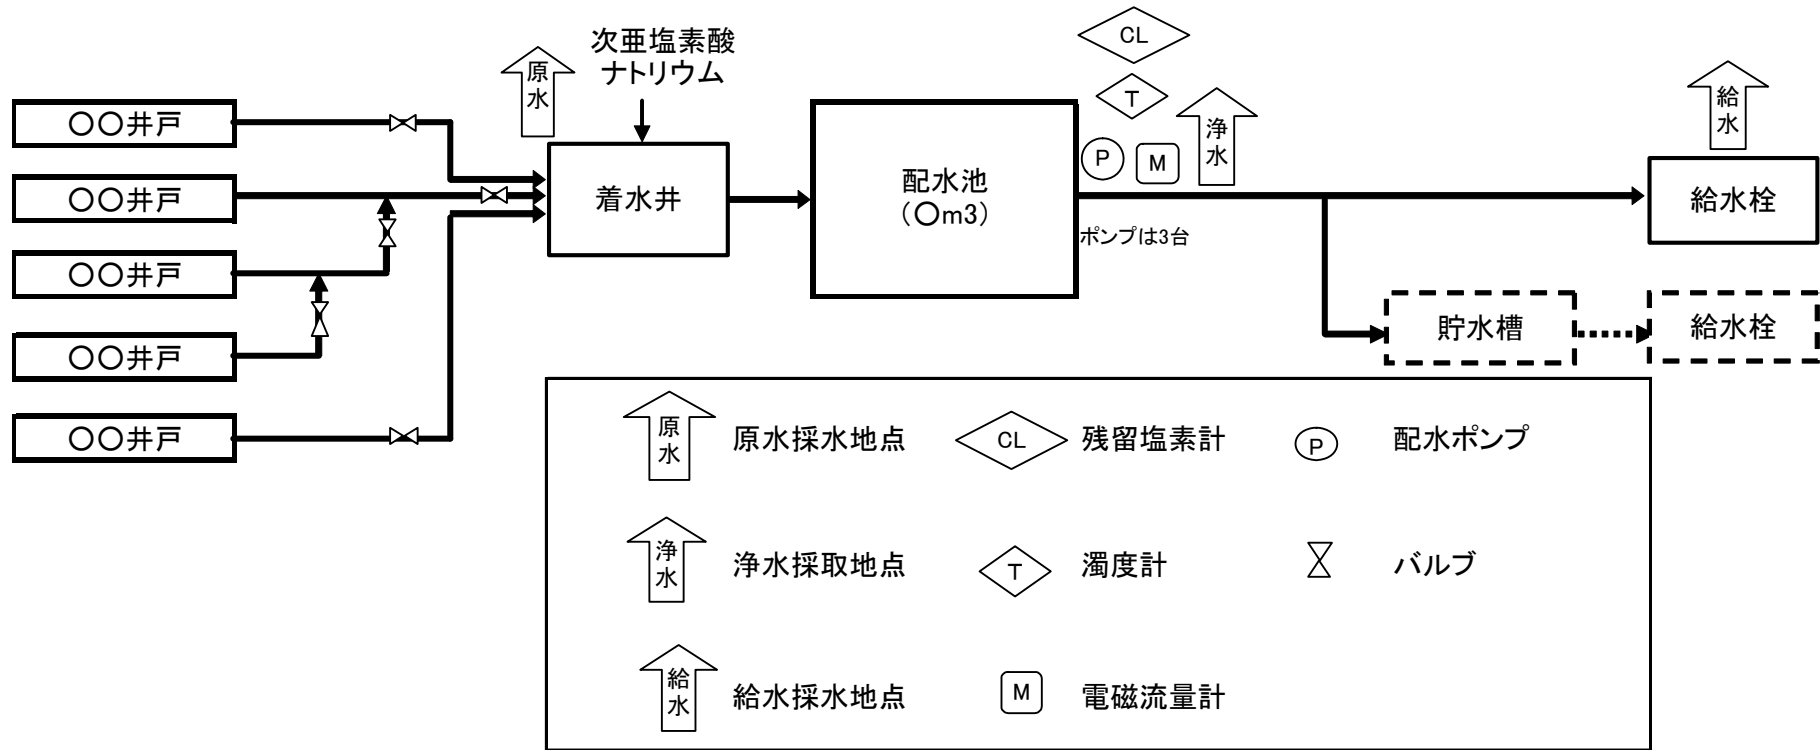 次亜塩素酸
ナトリウム
原水
CL
T
P
M
浄水
給水
〇〇井戸
〇〇井戸
〇〇井戸
〇〇井戸
〇〇井戸
着水井
配水池
(〇m3)
ポンプは3台
給水栓
貯水槽
給水栓
原水
原水採水地点
CL
残留塩素計
P
配水ポンプ
浄水
浄水採取地点
T
濁度計
バルブ
給水
給水採水地点
M
電磁流量計